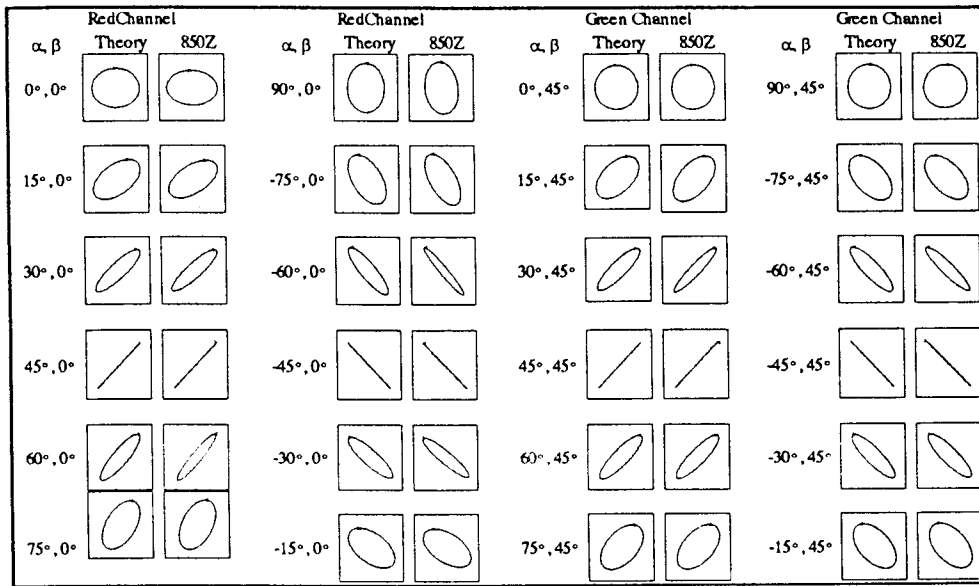 RedChannel RedChannel Green Channel Green Channel
α, β Theory 850Z α, β Theory 850Z α, β Theory 850Z α, β Theory 850Z
0°, 0° 90°, 0° 0°, 45° 90°, 45°
15°, 0° -75°, 0° 15°, 45° -75°, 45°
30°, 0° -60°, 0° 30°, 45° -60°, 45°
45°, 0° -45°, 0° 45°, 45° -45°, 45°
60°, 0° -30°, 0° 60°, 45° -30°, 45°
75°, 0° -15°, 0° 75°, 45° -15°, 45°